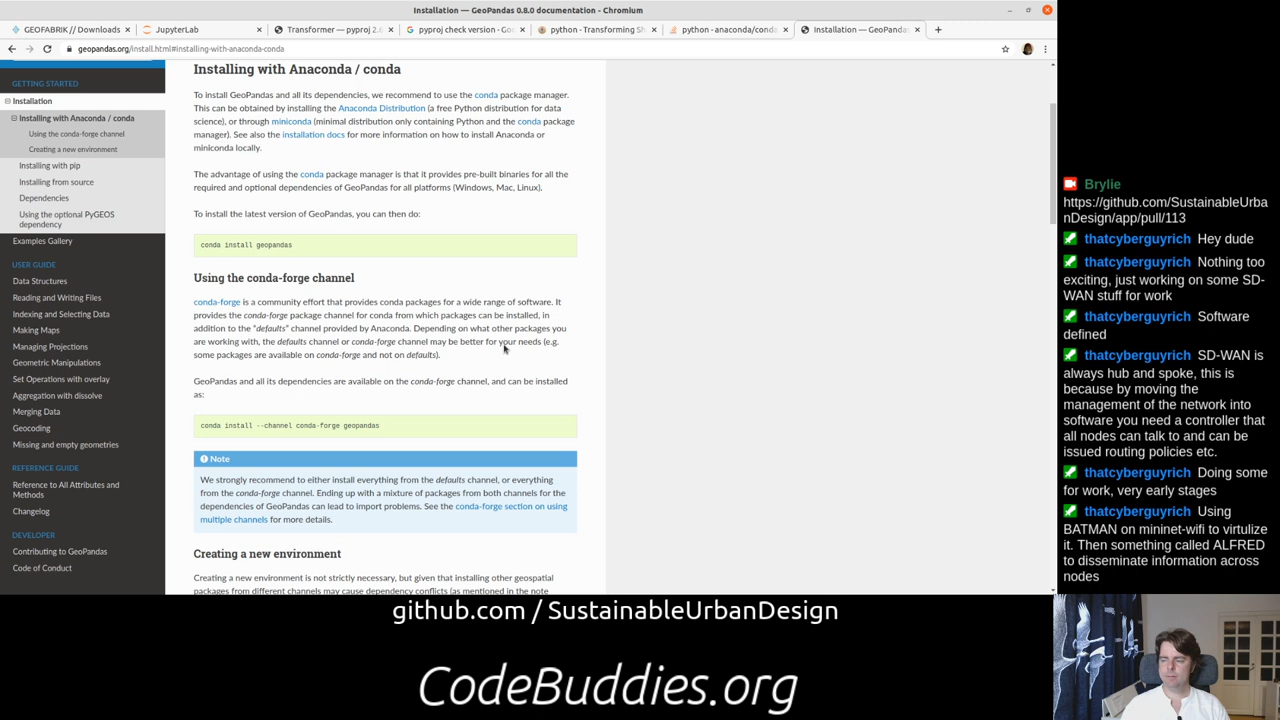 Installation — GeoPandas 0.8.0 documentation - Chromium
GEOFABRIK // Downloads
JupyterLab
Transformer — pyproj 2.
pyproj check version - Go
python - Transforming Sh
python - anaconda/conda
Installation — GeoPanda
geopandas.org/install.html#installing-with-anaconda-conda
GETTING STARTED
Installation
Installing with Anaconda / conda
Using the conda-forge channel
Creating a new environment
Installing with pip
Installing from source
Dependencies
Using the optional PyGEOS
dependency
Examples Gallery
USER GUIDE
Data Structures
Reading and Writing Files
Indexing and Selecting Data
Making Maps
Managing Projections
Geometric Manipulations
Set Operations with overlay
Aggregation with dissolve
Merging Data
Geocoding
Missing and empty geometries
REFERENCE GUIDE
Reference to All Attributes and
Methods
Changelog
DEVELOPER
Contributing to GeoPandas
Code of Conduct
Installing with Anaconda / conda
To install GeoPandas and all its dependencies, we recommend to use the conda package manager.
This can be obtained by installing the Anaconda Distribution (a free Python distribution for data
science), or through miniconda (minimal distribution only containing Python and the conda package
manager). See also the installation docs for more information on how to install Anaconda or
miniconda locally.
The advantage of using the conda package manager is that it provides pre-built binaries for all the
required and optional dependencies of GeoPandas for all platforms (Windows, Mac, Linux).
To install the latest version of GeoPandas, you can then do:
conda install geopandas
Using the conda-forge channel
conda-forge is a community effort that provides conda packages for a wide range of software. It
provides the conda-forge package channel for conda from which packages can be installed, in
addition to the "defaults" channel provided by Anaconda. Depending on what other packages you
are working with, the defaults channel or conda-forge channel may be better for your needs (e.g.
some packages are available on conda-forge and not on defaults).
GeoPandas and all its dependencies are available on the conda-forge channel, and can be installed
as:
conda install --channel conda-forge geopandas
Note
We strongly recommend to either install everything from the defaults channel, or everything
from the conda-forge channel. Ending up with a mixture of packages from both channels for the
dependencies of GeoPandas can lead to import problems. See the conda-forge section on using
multiple channels for more details.
Creating a new environment
Creating a new environment is not strictly necessary, but given that installing other geospatial
packages from different channels may cause dependency conflicts (as mentioned in the note
Brylie
https://github.com/SustainableUrba
nDesign/app/pull/113
thatcyberguyrich Hey dude
thatcyberguyrich Nothing too
exciting, just working on some SD-
WAN stuff for work
thatcyberguyrich Software
defined
thatcyberguyrich SD-WAN is
always hub and spoke, this is
because by moving the
management of the network into
software you need a controller that
all nodes can talk to and can be
issued routing policies etc.
thatcyberguyrich Doing some
for work, very early stages
thatcyberguyrich Using
BATMAN on mininet-wifi to virtulize
it. Then something called ALFRED
to disseminate information across
nodes
github.com / SustainableUrbanDesign
CodeBuddies.org